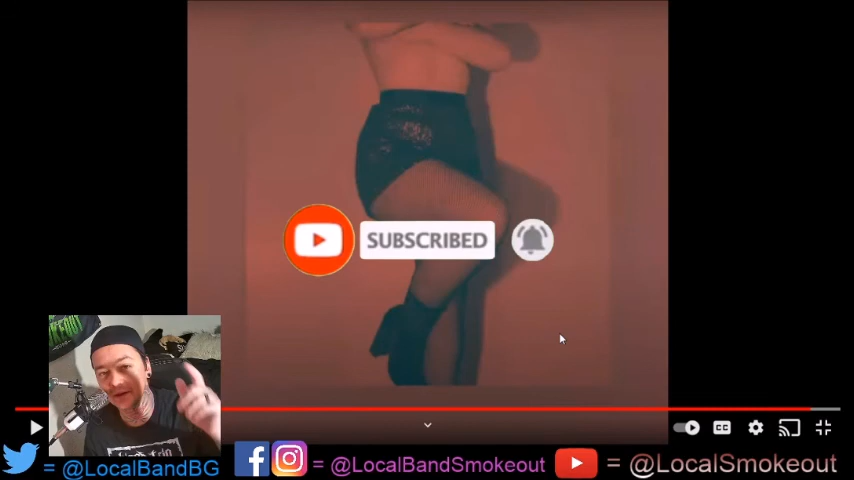 SUBSCRIBED
= @LocalBandBG
= @LocalBandSmokeout
= @LocalSmokeout